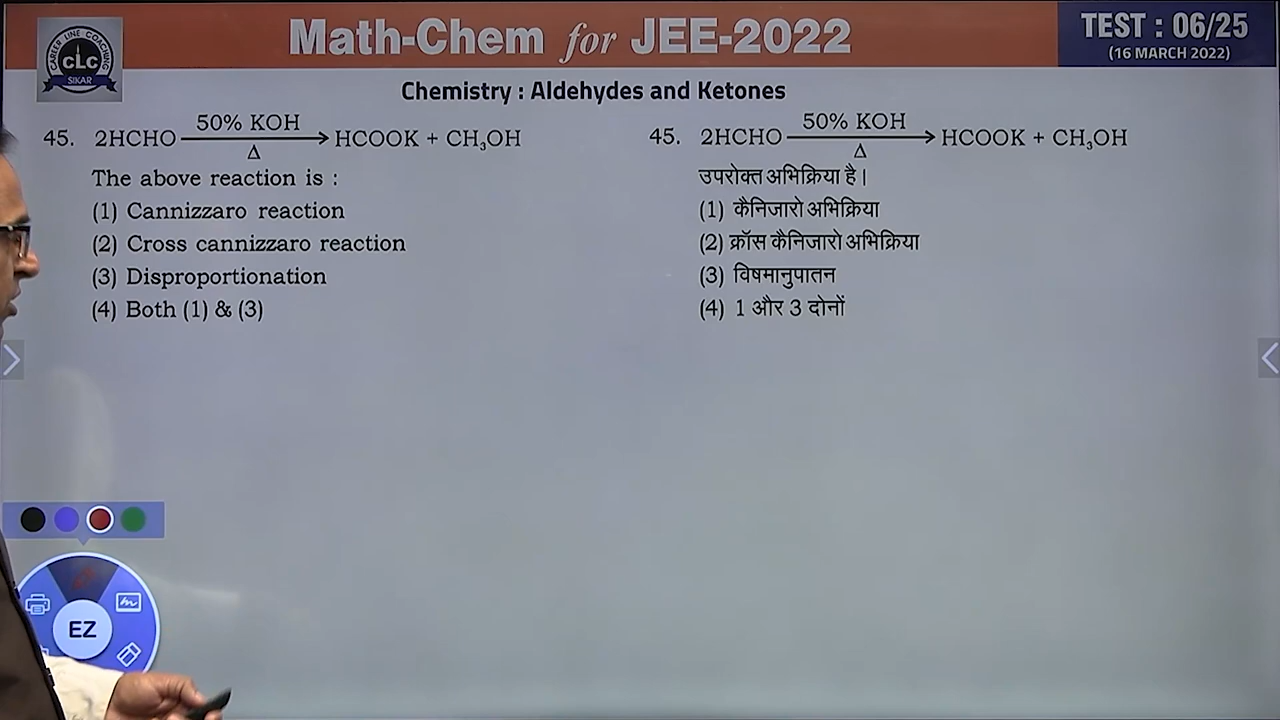 CAREER LINE COACHING
CLC
SIKAR
Math-Chem for JEE-2022
TEST : 06/25
(16 MARCH 2022)
Chemistry : Aldehydes and Ketones
45. 2HCHO 50% KOH → Δ HCOOK + CH₃OH
The above reaction is :
(1) Cannizzaro reaction
(2) Cross cannizzaro reaction
(3) Disproportionation
(4) Both (1) & (3)
45. 2HCHO 50% KOH → Δ HCOOK + CH₃OH
उपरोक्त अभिक्रिया है।
(1) कैनिजारो अभिक्रिया
(2) क्रॉस कैनिजारो अभिक्रिया
(3) विषमानुपातन
(4) 1 और 3 दोनों
EZ